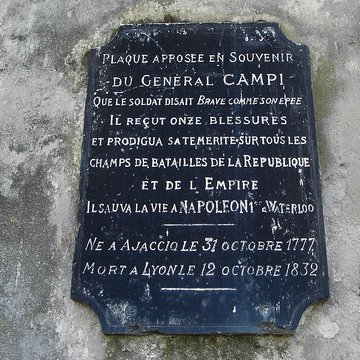 PLAQUE APPOSEE EN SOUVENIR
DU GENERAL CAMPI
QUE LE SOLDAT DISAIT BRAVE COMME SON EPEE
IL REÇUT ONZE BLESSURES
ET PRODIGUA SA TEMERITE SUR TOUS LES
CHAMPS DE BATAILLES DE LA REPUBLIQUE
ET DE L'EMPIRE
IL SAUVA LA VIE A NAPOLEON 1er A WATERLOO
NE A AJACCIO LE 31 OCTOBRE 1777
MORT A LYON LE 12 OCTOBRE 1832